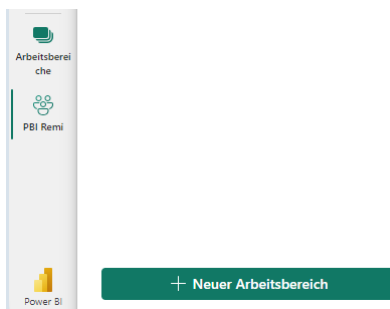 Arbeitsberei
che
PBI Remi
Power BI
+ Neuer Arbeitsbereich